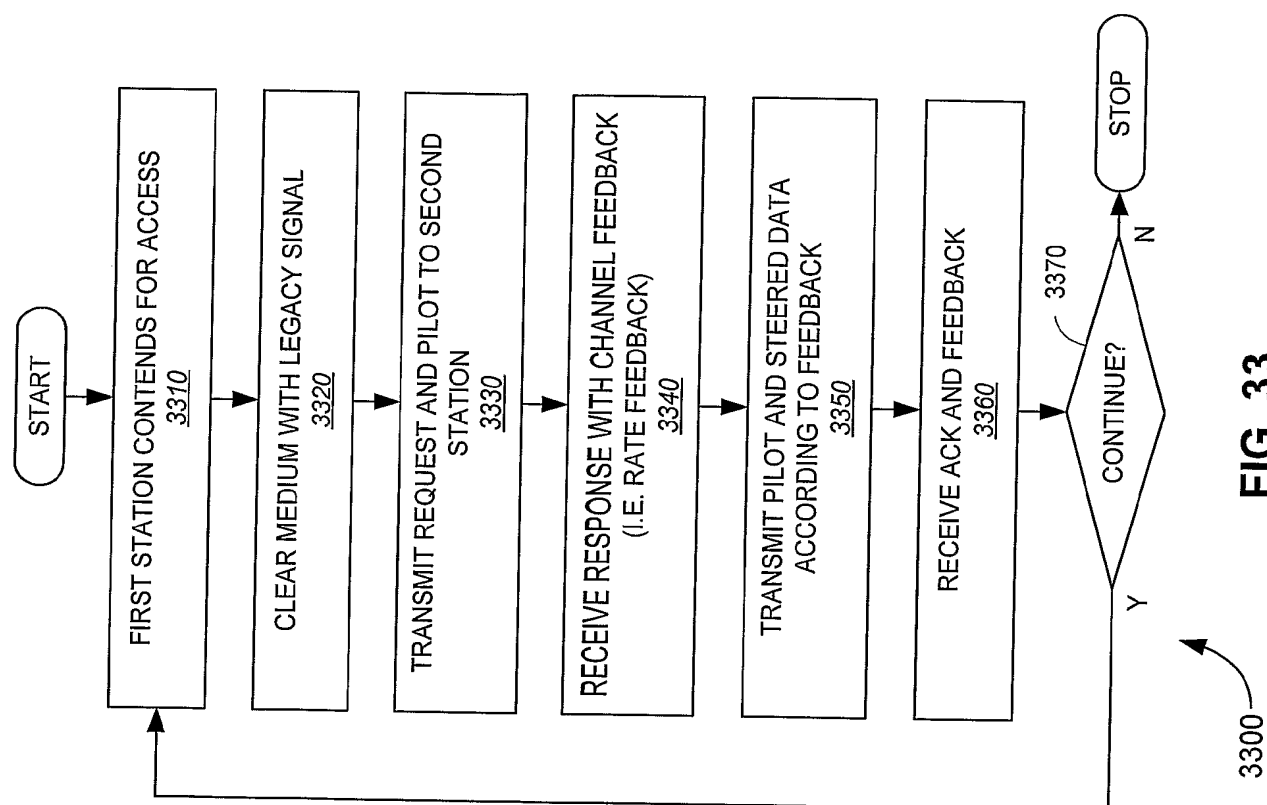 START
FIRST STATION CONTENDS FOR ACCESS
3310
CLEAR MEDIUM WITH LEGACY SIGNAL
3320
TRANSMIT REQUEST AND PILOT TO SECOND
STATION
3330
RECEIVE RESPONSE WITH CHANNEL FEEDBACK
(I.E. RATE FEEDBACK)
3340
TRANSMIT PILOT AND STEERED DATA
ACCORDING TO FEEDBACK
3350
RECEIVE ACK AND FEEDBACK
3360
3370
CONTINUE?
Y
N
STOP
3300
FIG. 33